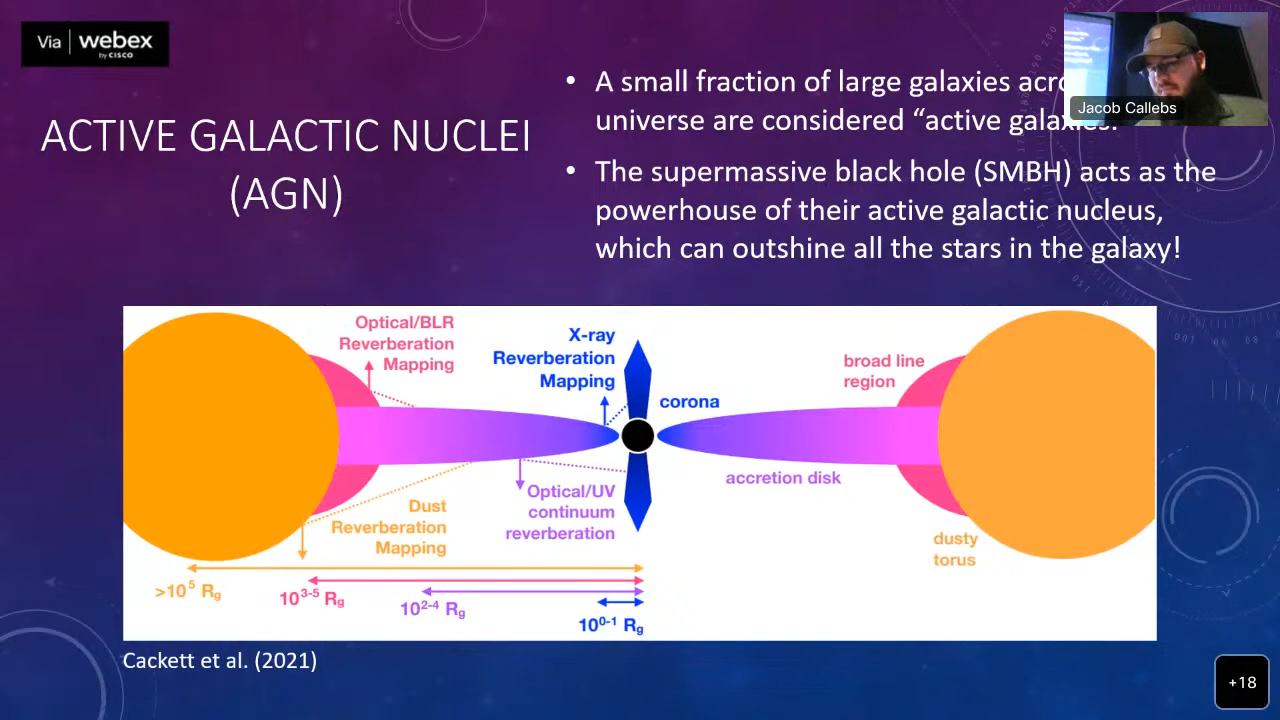 Via | webex
by CISCO
ACTIVE GALACTIC NUCLEI
(AGN)
• A small fraction of large galaxies
universe are considered “active
• The supermassive black hole (SMBH) acts as the
powerhouse of their active galactic nucleus,
which can outshine all the stars in the galaxy!
Jacob Callebs
Optical/BLR
Reverberation
Mapping
X-ray
Reverberation
Mapping
corona
broad line
region
accretion disk
Dust
Reverberation
Mapping
Optical/UV
continuum
reverberation
dusty
torus
>10⁵ Rg
10³⁻⁵ Rg
10²⁻⁴ Rg
10⁰⁻¹ Rg
Cackett et al. (2021)
+18